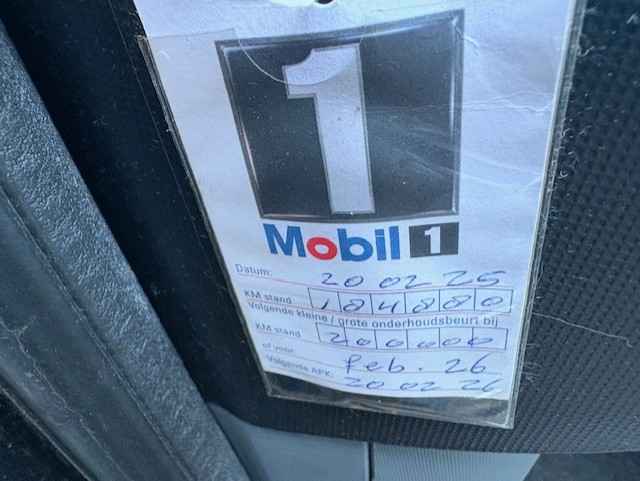 1
Mobil 1
Datum: 20 02 25
KM stand 184880
Volgende kleine / grote onderhoudsbeurt bij
KM stand 200000
of voor: feb. 26
Volgende APK: 20 02 26